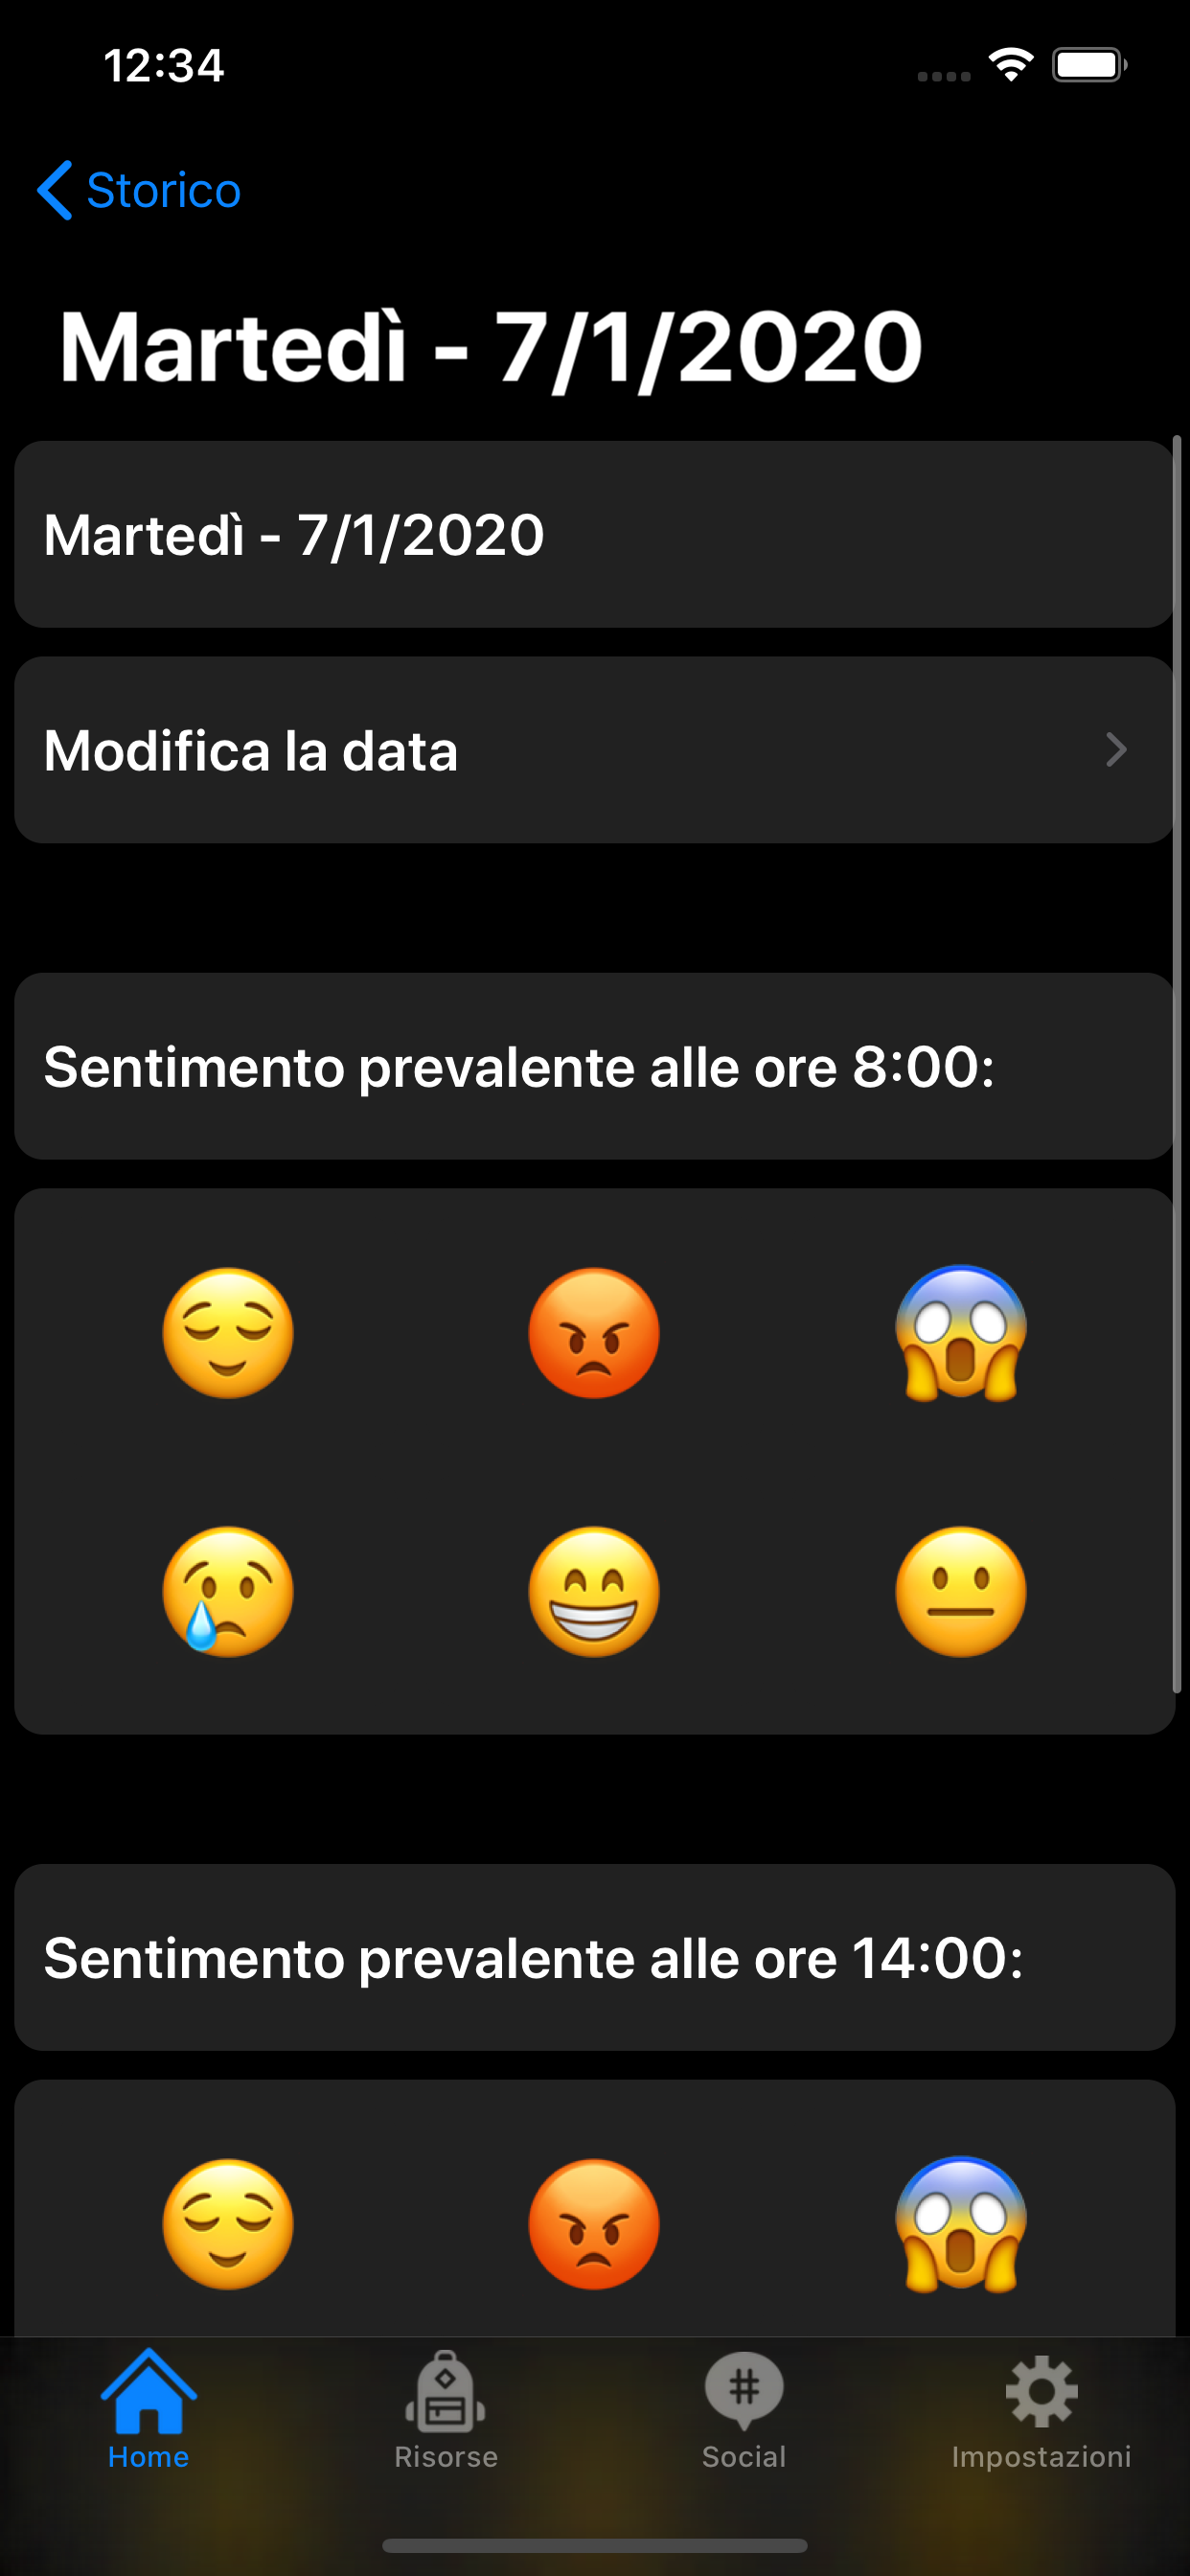 12:34
Storico
Martedì - 7/1/2020
Martedì - 7/1/2020
Modifica la data
Sentimento prevalente alle ore 8:00:
Sentimento prevalente alle ore 14:00:
Home
Risorse
Social
Impostazioni